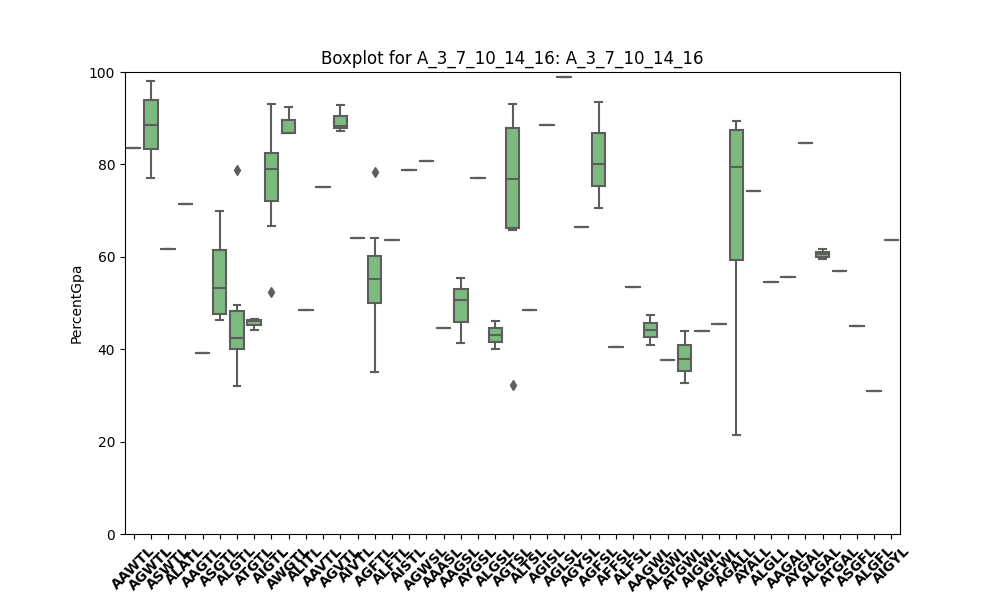 Boxplot for A_3_7_10_14_16: A_3_7_10_14_16
PercentGpa
100
80
60
40
20
0
AAWTL AGWTL ASWTL ALATL AAGTL ASGTL ALGTL ATGTL AIGTL AWGTL ALITL AAVTL AGVTL AIVTL AGFTL ALFTL AISTL AGWSL AAASL AAGSL AYGSL ALGSL AGTSL ALTSL AGISL AGLSL AGYSL AGFSL AFFSL ALFSL AAGWL ALGWL ATGWL AIGWL AGFWL AGALL AYALL ALGLL AAGAL AYGAL ALGAL ATGAL ASGFL ALGFL AIGYL